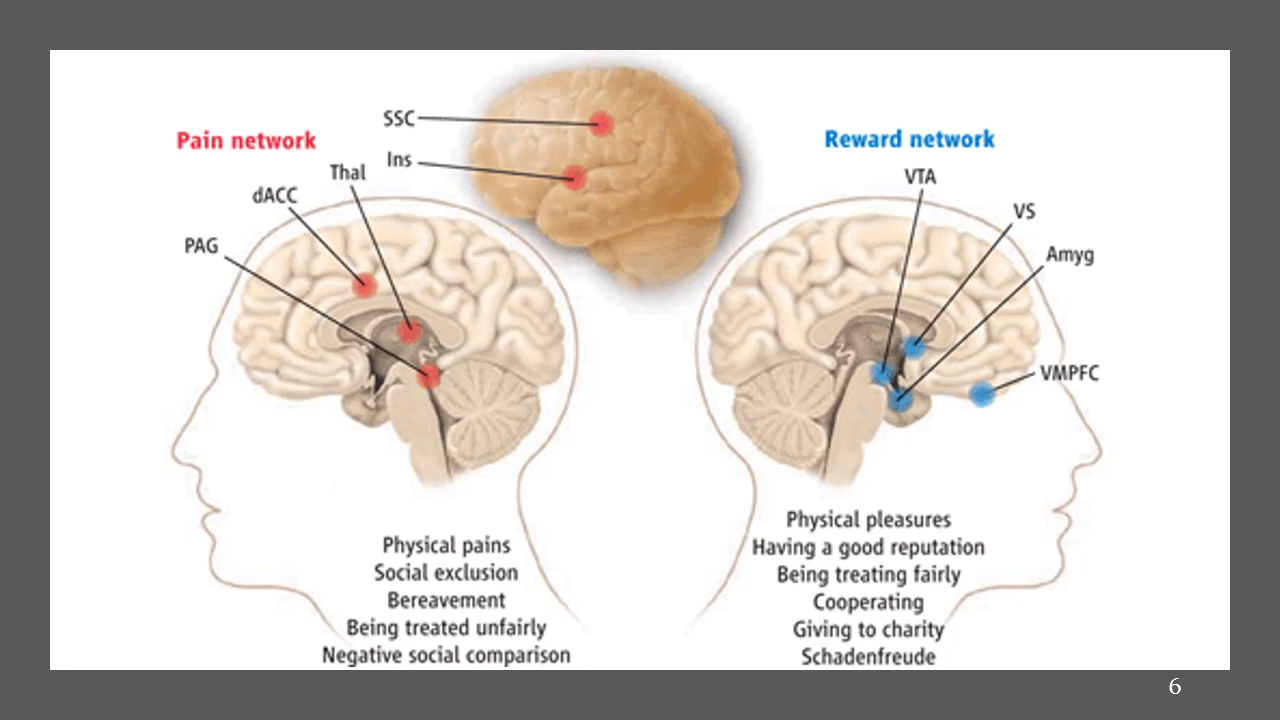 SSC
Ins
Pain network
Thal
dACC
PAG
Reward network
VTA
VS
Amyg
VMPFC
Physical pains
Social exclusion
Bereavement
Being treated unfairly
Negative social comparison
Physical pleasures
Having a good reputation
Being treating fairly
Cooperating
Giving to charity
Schadenfreude
6